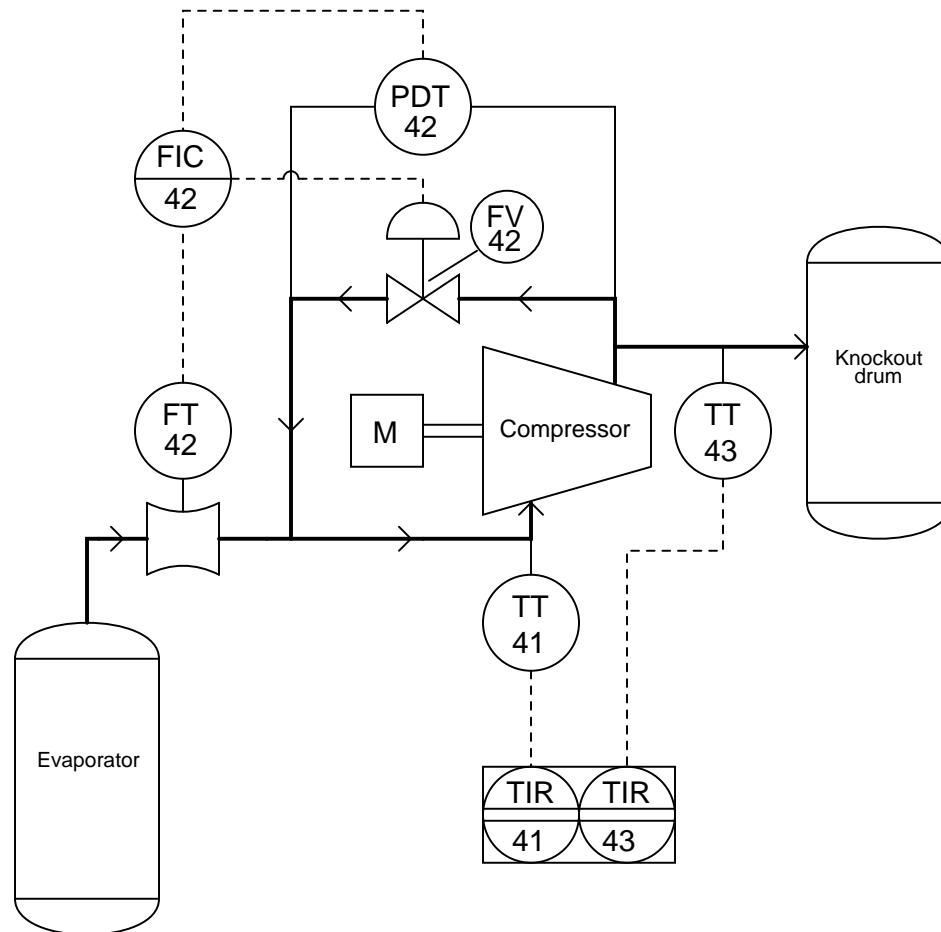 PDT
42
FIC
42
FV
42
Knockout
drum
FT
42
M
Compressor
TT
43
TT
41
Evaporator
TIR
41
TIR
43